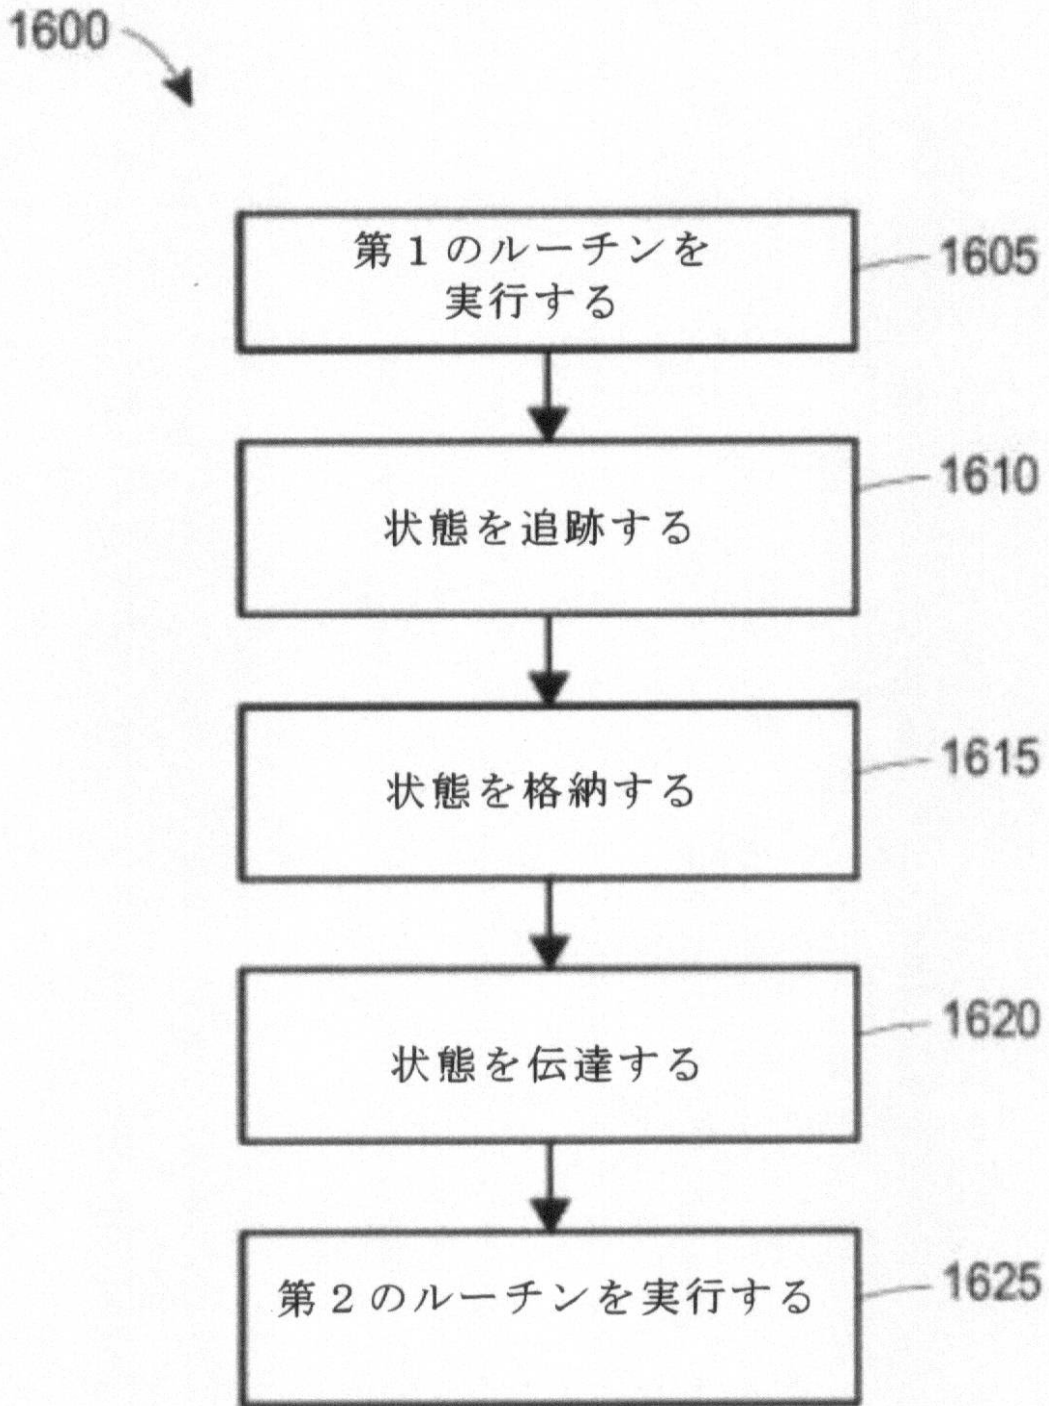 1600
第１のルーチンを
実行する
1605
状態を追跡する
1610
状態を格納する
1615
状態を伝達する
1620
第２のルーチンを実行する
1625